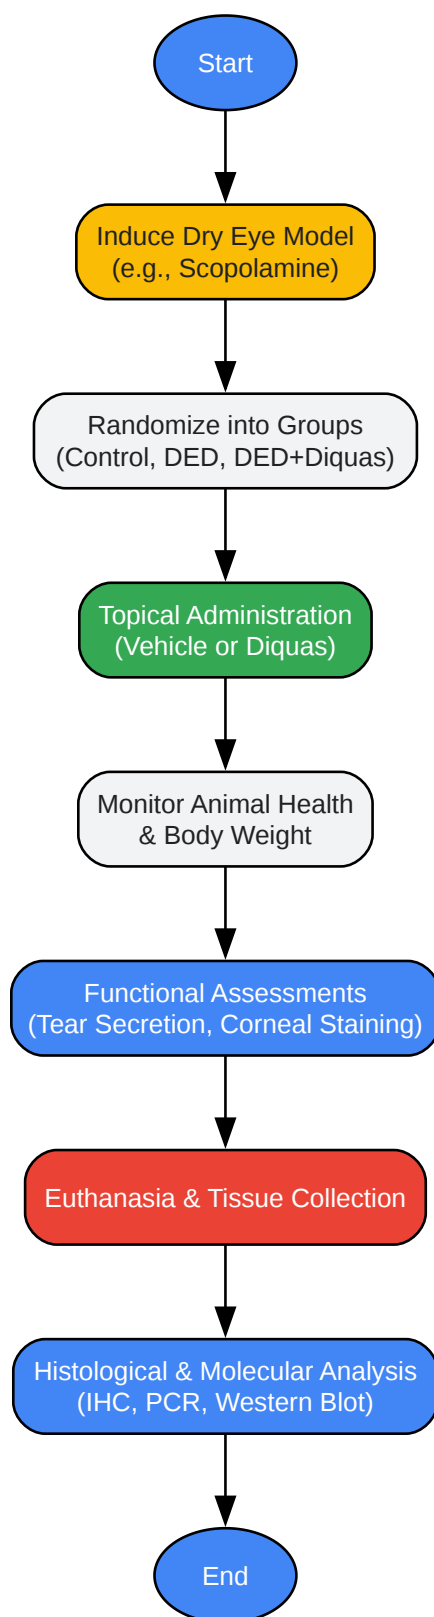 Start
Induce Dry Eye Model
(e.g., Scopolamine)
Randomize into Groups
(Control, DED, DED+Diquas)
Topical Administration
(Vehicle or Diquas)
Monitor Animal Health
& Body Weight
Functional Assessments
(Tear Secretion, Corneal Staining)
Euthanasia & Tissue Collection
Histological & Molecular Analysis
(IHC, PCR, Western Blot)
End